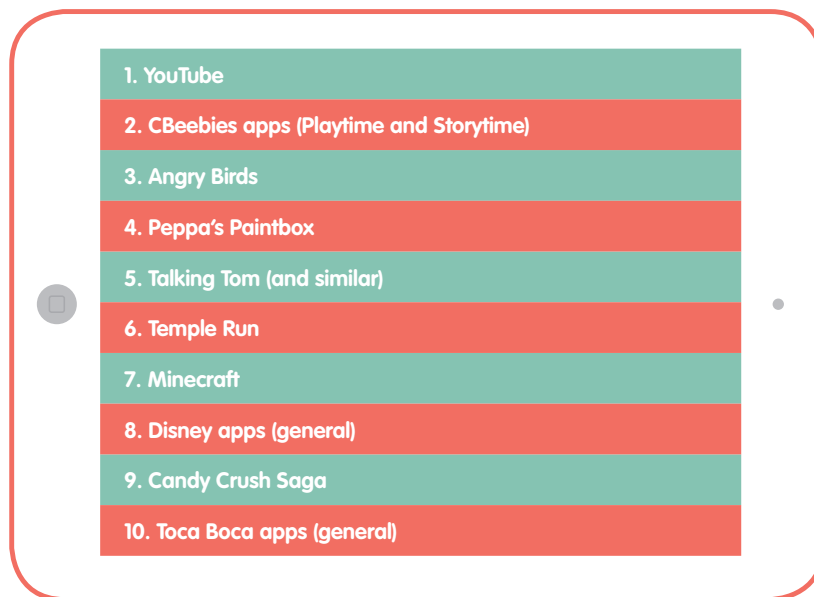 1. YouTube
2. CBeebies apps (Playtime and Storytime)
3. Angry Birds
4. Peppa's Paintbox
5. Talking Tom (and similar)
6. Temple Run
7. Minecraft
8. Disney apps (general)
9. Candy Crush Saga
10. Toca Boca apps (general)